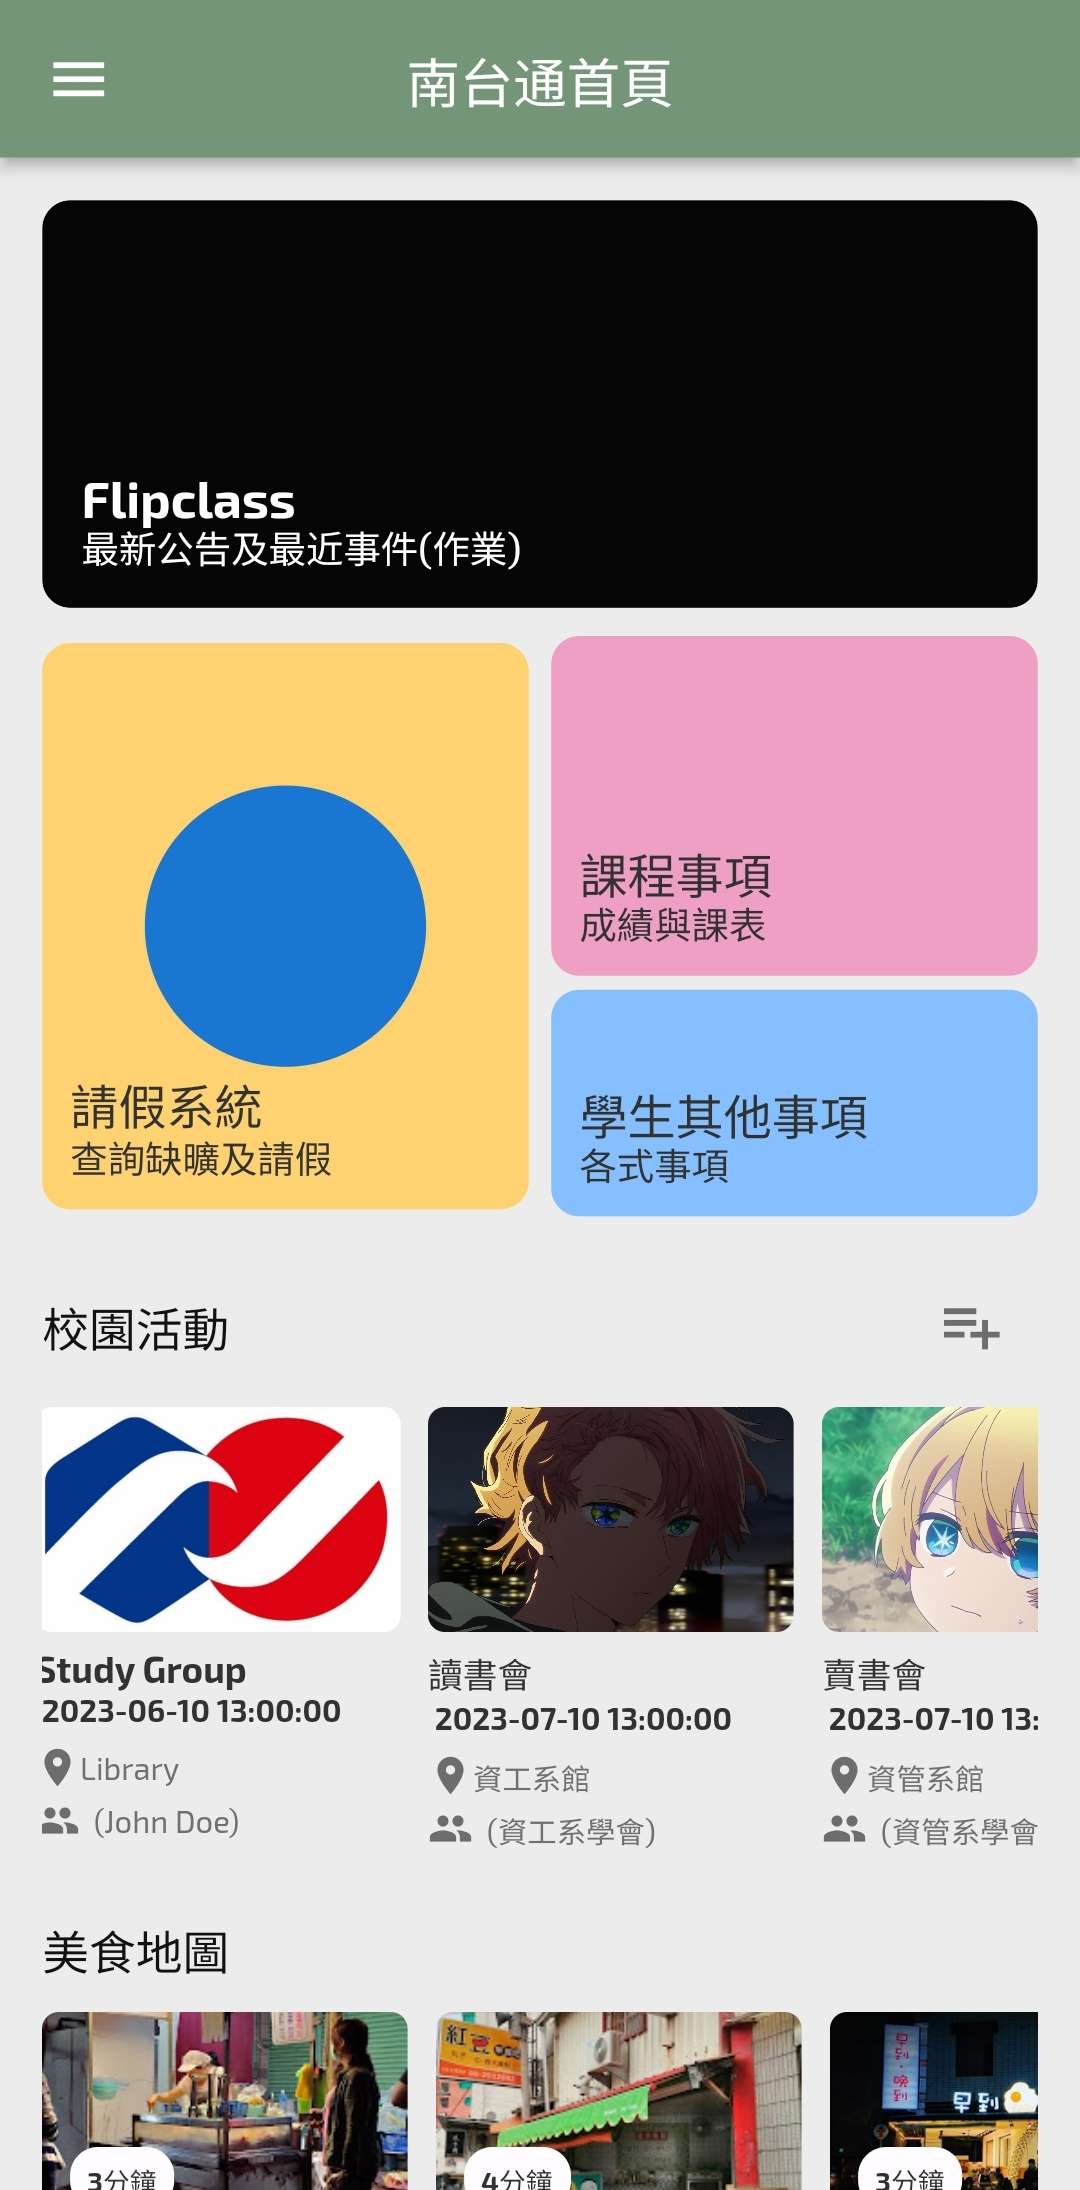 南台通首頁
Flipclass
最新公告及最近事件(作業)
請假系統
查詢缺曠及請假
課程事項
成績與課表
學生其他事項
各式事項
校園活動
Study Group
2023-06-10 13:00:00
Library
(John Doe)
讀書會
2023-07-10 13:00:00
資工系館
(資工系學會)
賣書會
2023-07-10 13:
資管系館
(資管系學會
美食地圖
3分鐘
紅豆
4分鐘
早到·晚到
早到
3分鐘